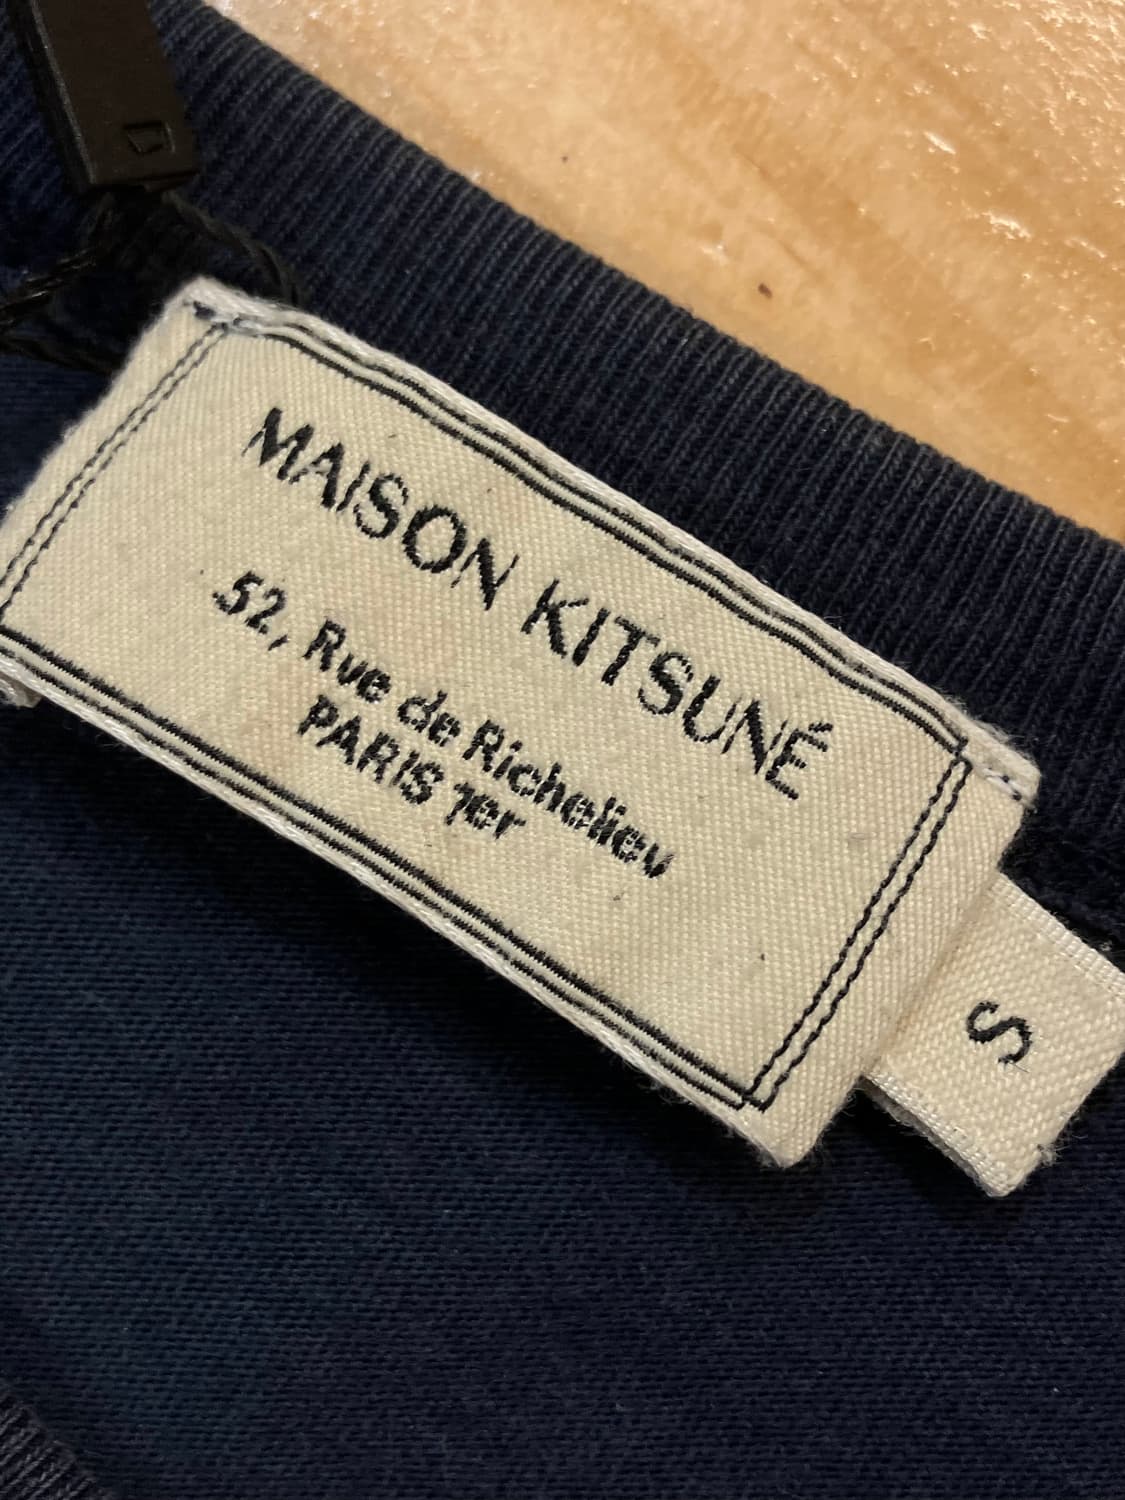 MAISON KITSUNÉ
52, Rue de Richelieu
PARIS 1er
S